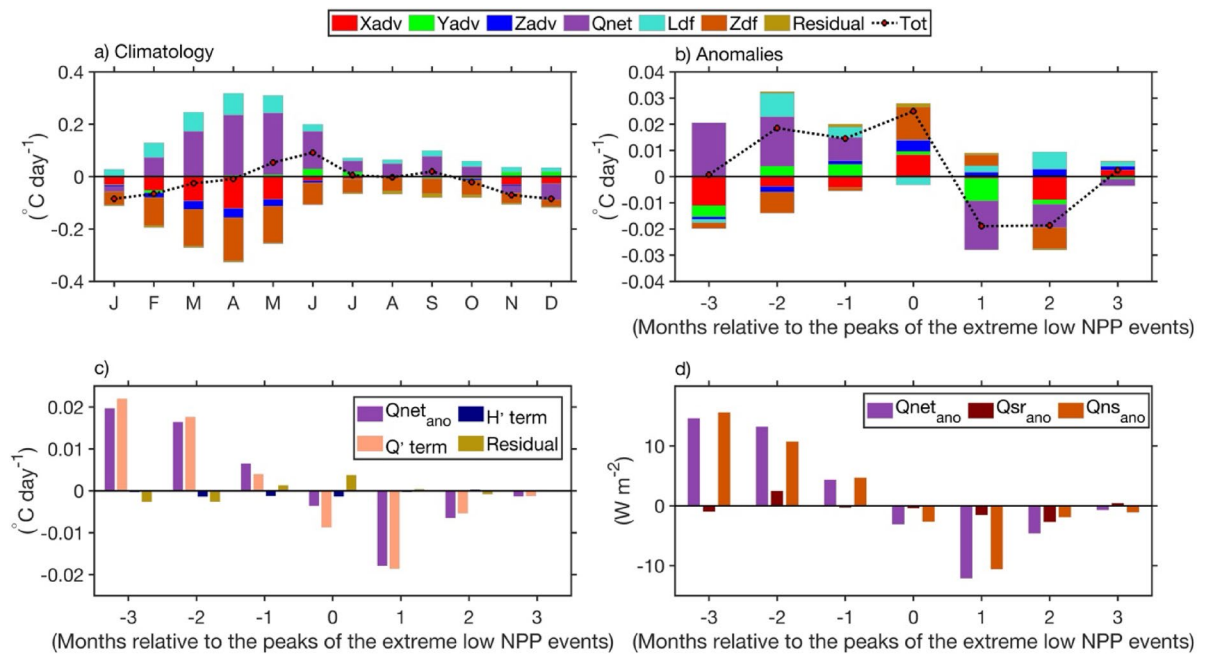 Xadv Yadv Zadv Qnet Ldf Zdf Residual Tot
a) Climatology
b) Anomalies
0.4
0.2
0
-0.2
-0.4
(°C day⁻¹)
J F M A M J J A S O N D
0.04
0.03
0.02
0.01
0
-0.01
-0.02
-0.03
-0.04
(°C day⁻¹)
-3 -2 -1 0 1 2 3
(Months relative to the peaks of the extreme low NPP events)
c)
0.02
0.01
0
-0.01
-0.02
(°C day⁻¹)
Qnet_ano H' term
Q' term Residual
-3 -2 -1 0 1 2 3
(Months relative to the peaks of the extreme low NPP events)
d)
10
0
-10
(W m⁻²)
Qnet_ano Qsr_ano Qns_ano
-3 -2 -1 0 1 2 3
(Months relative to the peaks of the extreme low NPP events)